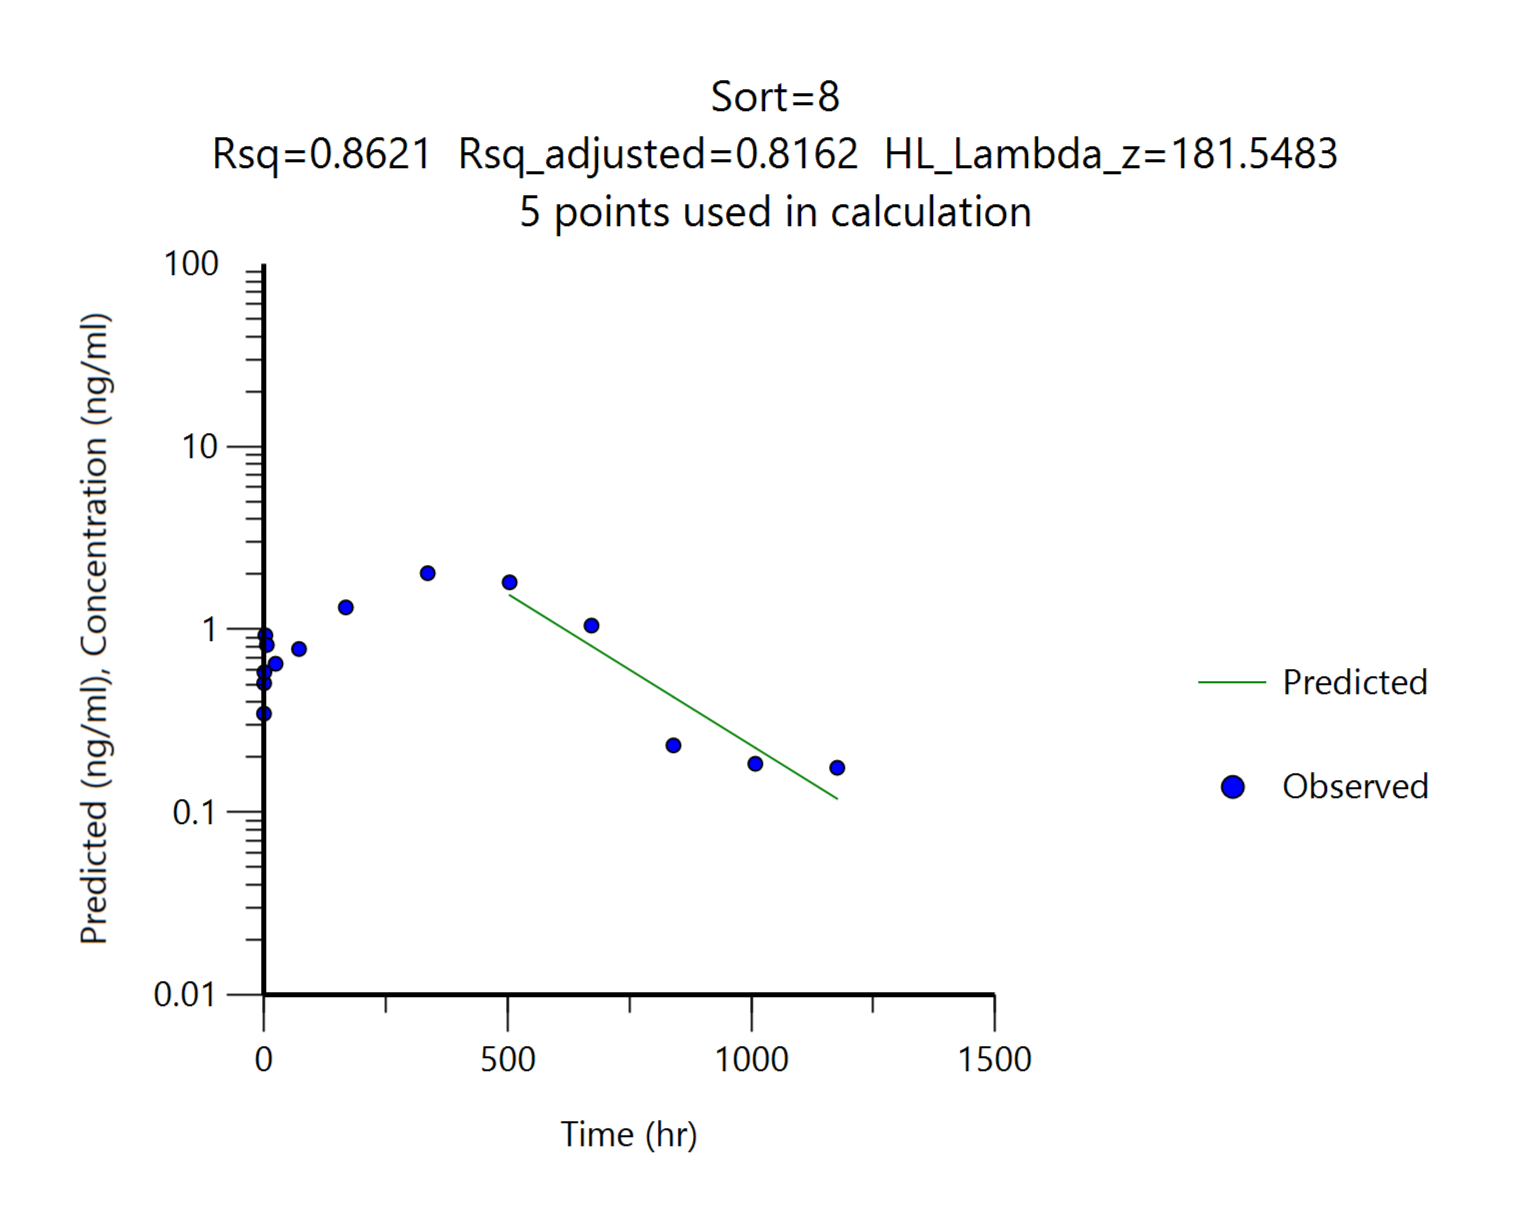 Sort=8
Rsq=0.8621 Rsq_adjusted=0.8162 HL_Lambda_z=181.5483
5 points used in calculation
100
10
1
0.1
0.01
Predicted (ng/ml), Concentration (ng/ml)
0
500
1000
1500
Time (hr)
Predicted
Observed